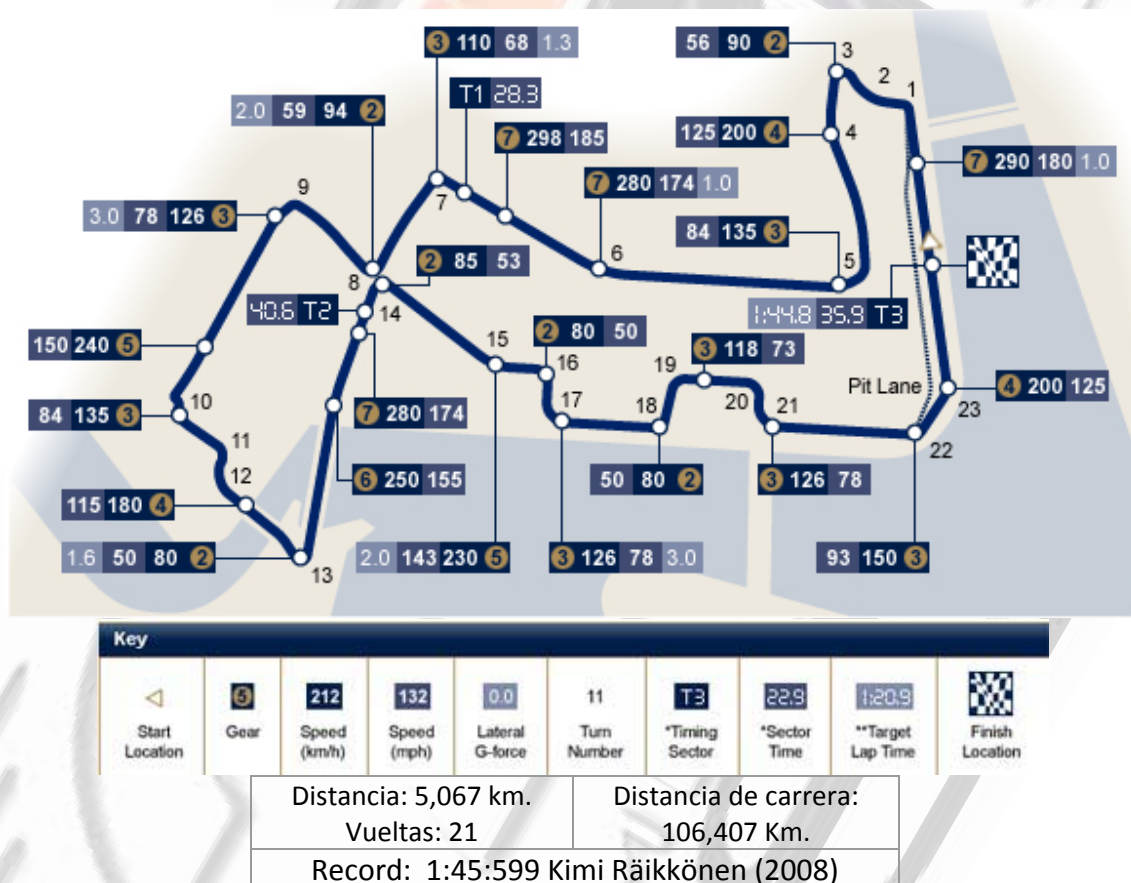 3 110 68 1.3
56 90 2
3
2
1
T1 28.3
2.0 59 94 2
7 298 185
125 200 4
4
7 290 180 1.0
7
9
7 280 174 1.0
3.0 78 126 3
84 135 3
6
5
2 85 53
8
40.6 T2
14
1:44.8 35.9 T3
150 240 5
15
2 80 50
16
19
3 118 73
Pit Lane
4 200 125
84 135 3
10
7 280 174
17
18
20
21
23
22
11
12
6 250 155
50 80 2
3 126 78
115 180 4
1.6 50 80 2
13
2.0 143 230 5
3 126 78 3.0
93 150 3
Key
5
212
132
0.0
11
T3
22.9
1:20.9
Start Location
Gear
Speed (km/h)
Speed (mph)
Lateral G-force
Turn Number
*Timing Sector
*Sector Time
**Target Lap Time
Finish Location
Distancia: 5,067 km.
Vueltas: 21
Distancia de carrera:
106,407 Km.
Record: 1:45:599 Kimi Räikkönen (2008)